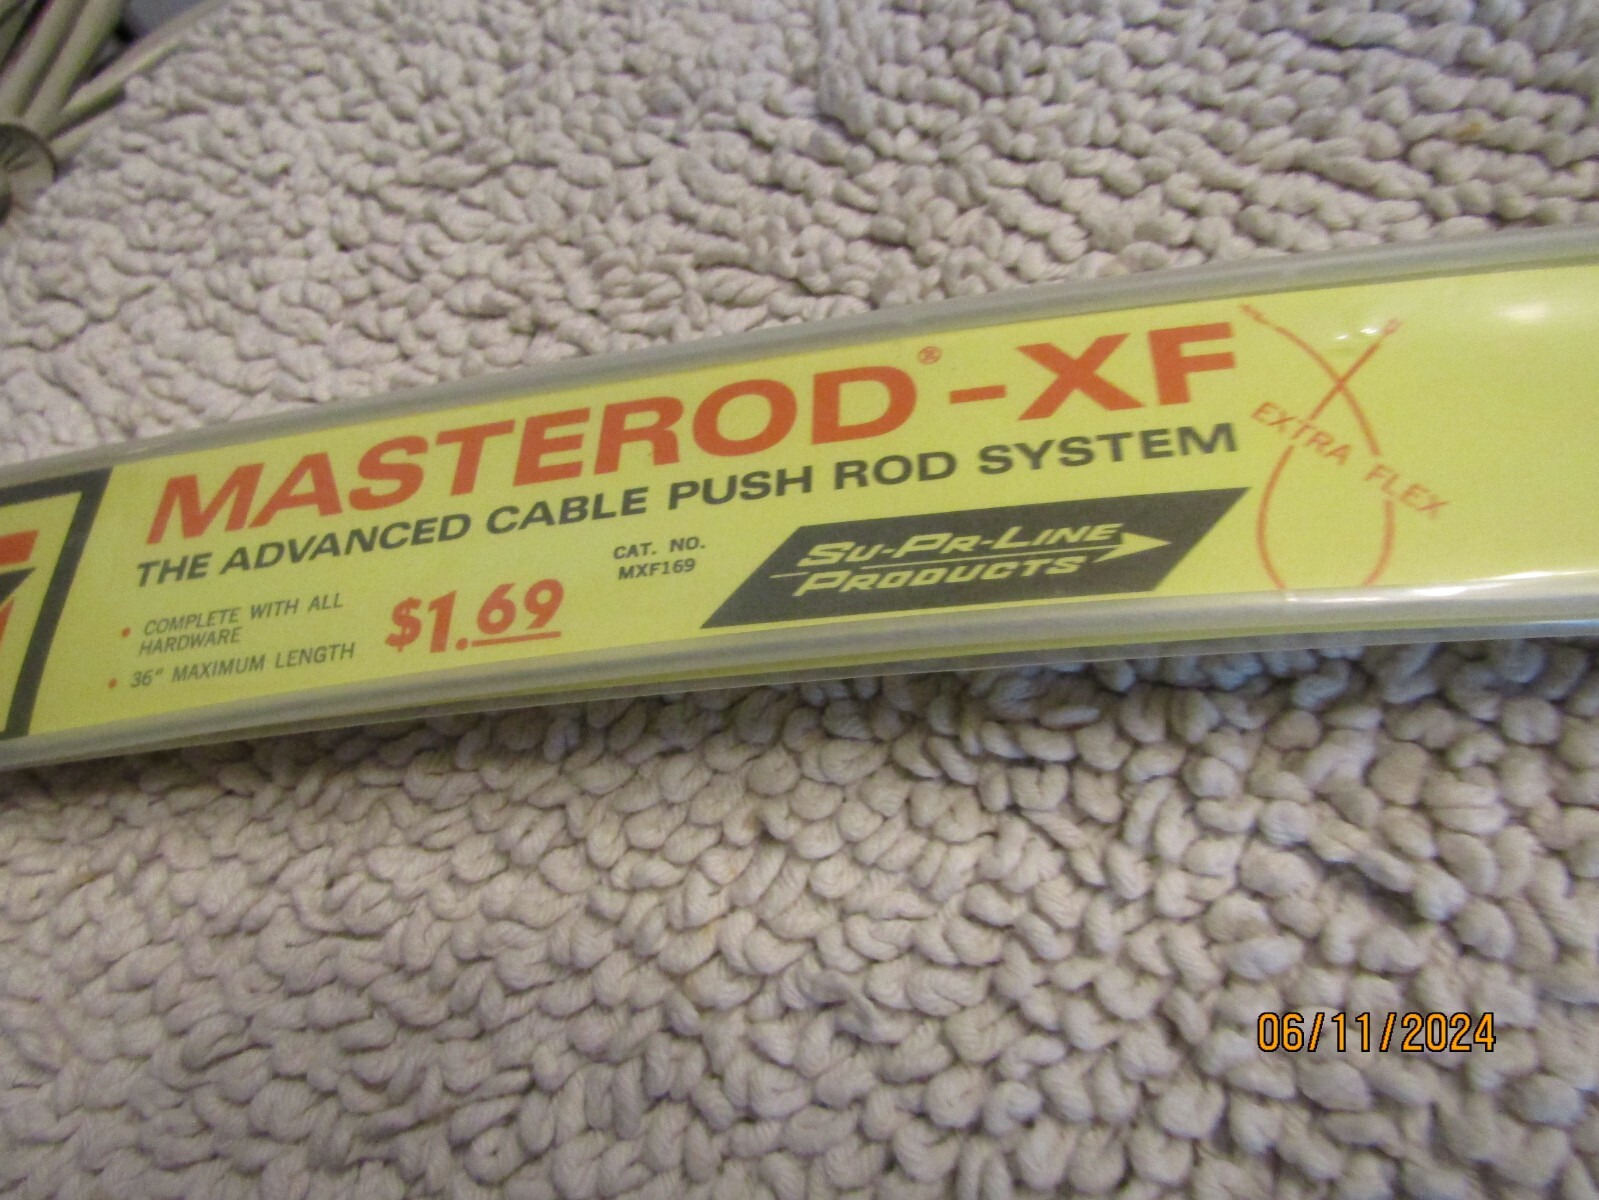 MASTEROD®-XF
THE ADVANCED CABLE PUSH ROD SYSTEM
• COMPLETE WITH ALL
HARDWARE
• 36" MAXIMUM LENGTH
$1.69
CAT. NO.
MXF169
SU-PR-LINE
PRODUCTS
EXTRA FLEX
06/11/2024